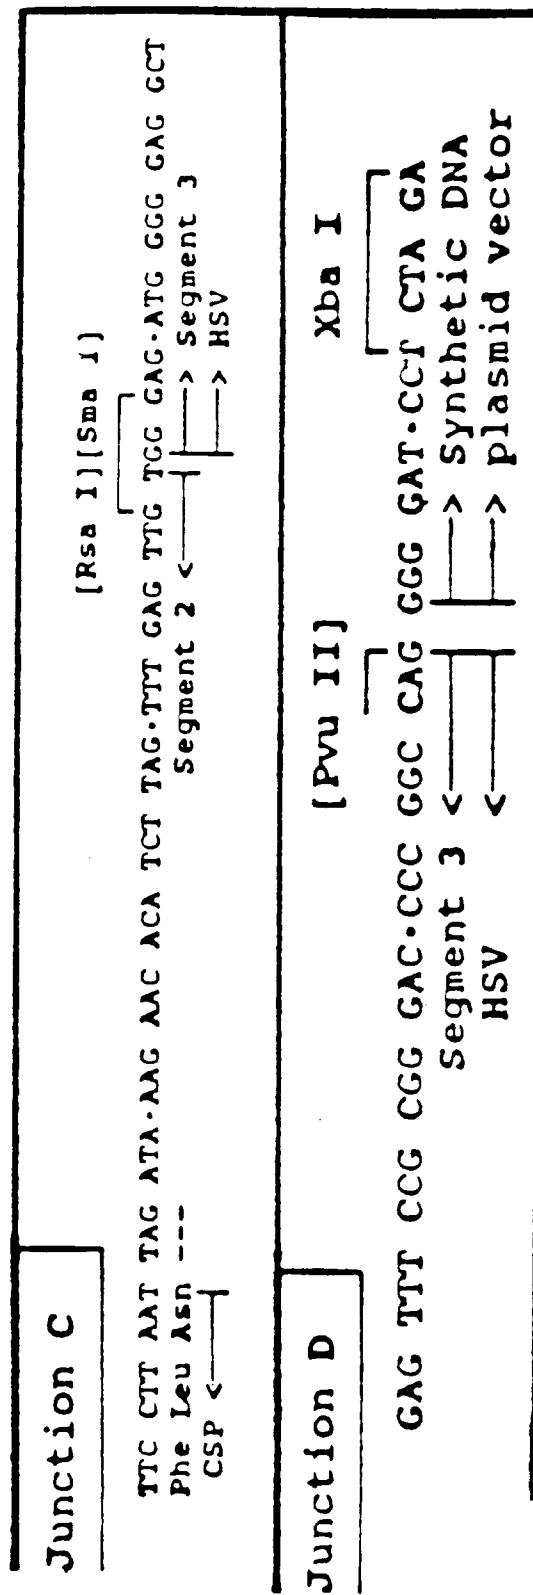 Junction C
[Rsa I][Sma I]
TTC CTT AAT TAG ATA·AAG AAC ACA TCT TAG·TTT GAG TTG TGG GAG·ATG GGG GAG GCT
Phe Leu Asn ---
Segment 2 <——
——> Segment 3
CSP <——
——> HSV
Junction D
[Pvu II]
Xba I
GAG TTT CCG CGG GAC·CCC GGC CAG GGG GAT·CCT CTA GA
Segment 3 <——
——> Synthetic DNA
HSV <——
——> plasmid vector